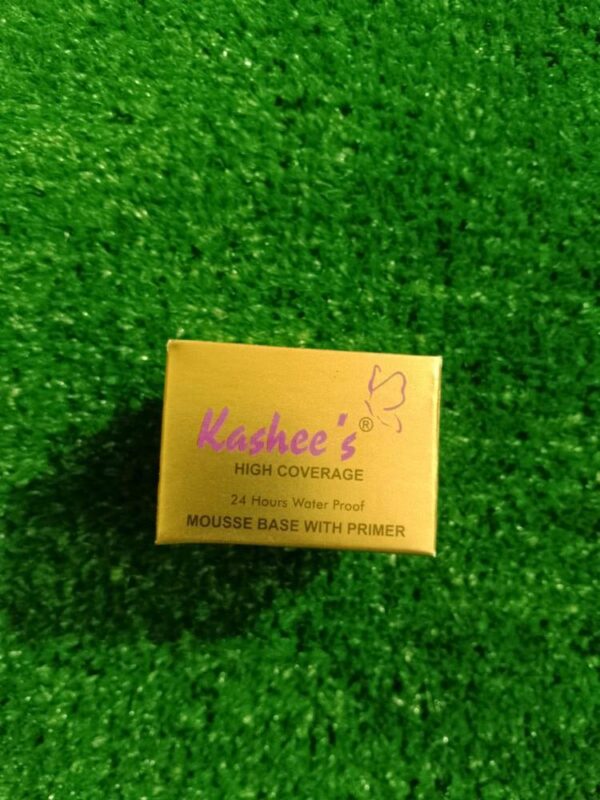 Kashee's®
HIGH COVERAGE
24 Hours Water Proof
MOUSSE BASE WITH PRIMER